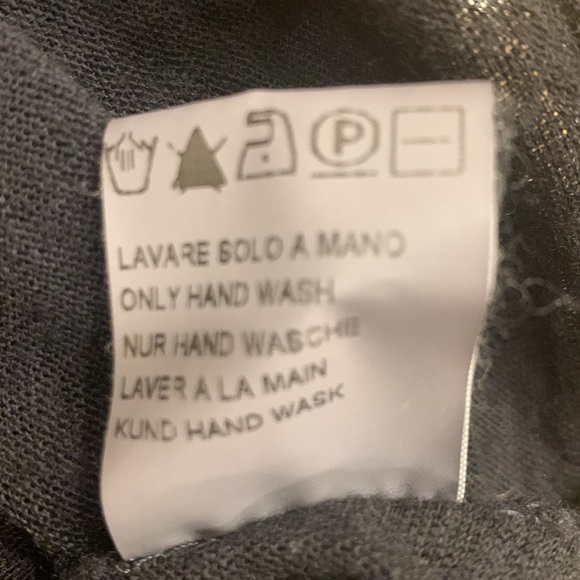 P
LAVARE SOLO A MANO
ONLY HAND WASH
NUR HAND WASCHE
LAVER A LA MAIN
KUND HAND WASK